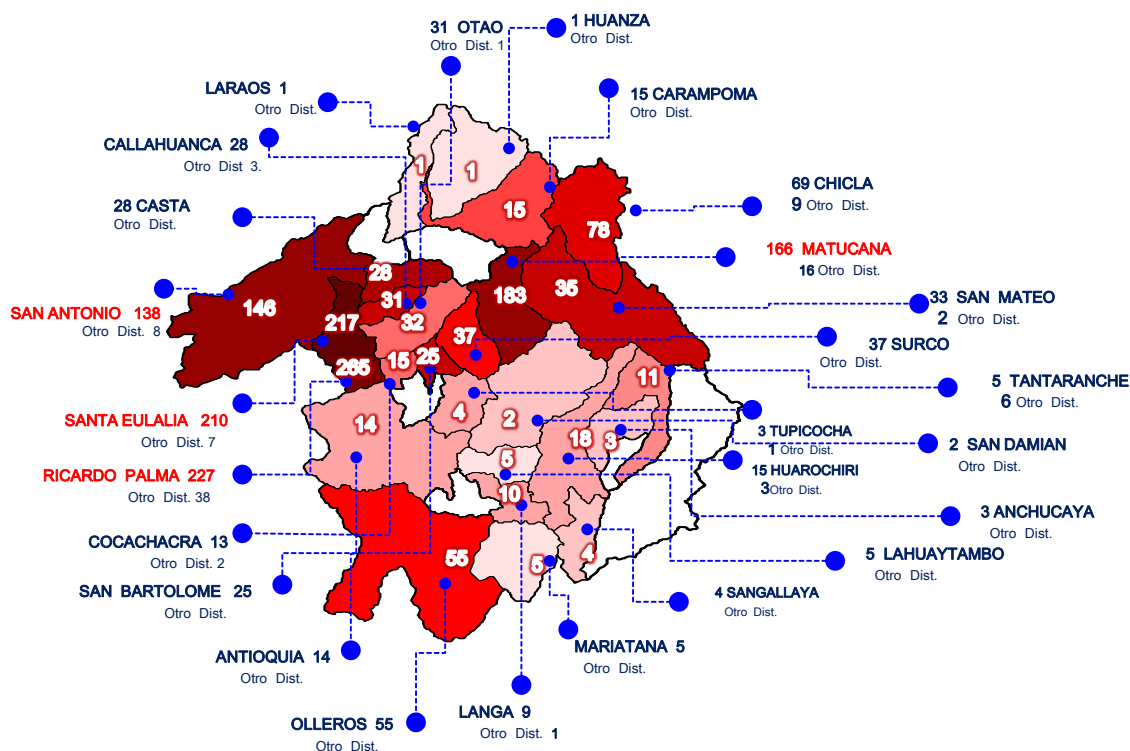 31 OTAO
Otro Dist. 1
1 HUANZA
Otro Dist.
LARAOS 1
Otro Dist.
15 CARAMPOMA
Otro Dist.
CALLAHUANCA 28
Otro Dist 3.
28 CASTA
Otro Dist.
69 CHICLA
9 Otro Dist.
166 MATUCANA
16 Otro Dist.
SAN ANTONIO 138
Otro Dist. 8
33 SAN MATEO
2 Otro Dist.
37 SURCO
Otro Dist.
5 TANTARANCHE
6 Otro Dist.
SANTA EULALIA 210
Otro Dist. 7
3 TUPICOCHA
1 Otro Dist.
2 SAN DAMIAN
Otro Dist.
RICARDO PALMA 227
Otro Dist. 38
15 HUAROCHIRI
3 Otro Dist.
3 ANCHUCAYA
Otro Dist.
COCACHACRA 13
Otro Dist. 2
5 LAHUAYTAMBO
Otro Dist.
SAN BARTOLOME 25
Otro Dist.
4 SANGALLAYA
Otro Dist.
ANTIOQUIA 14
Otro Dist.
MARIATANA 5
Otro Dist.
LANGA 9
Otro Dist. 1
OLLEROS 55
Otro Dist.
1
1
15
78
28
146
31
183
35
217
32
37
265
15
25
11
14
4
2
18
3
5
10
55
5
4